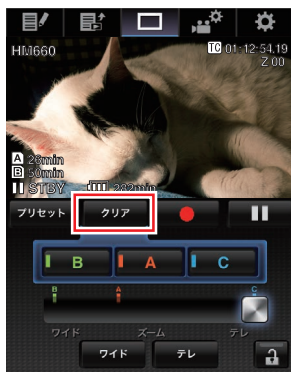 HM660
TC 01-12-54.19
Z 00
A 26min
B 50min
STBY 232min
プリセット クリア
B A C
B A C
ワイド ズーム テレ
ワイド テレ